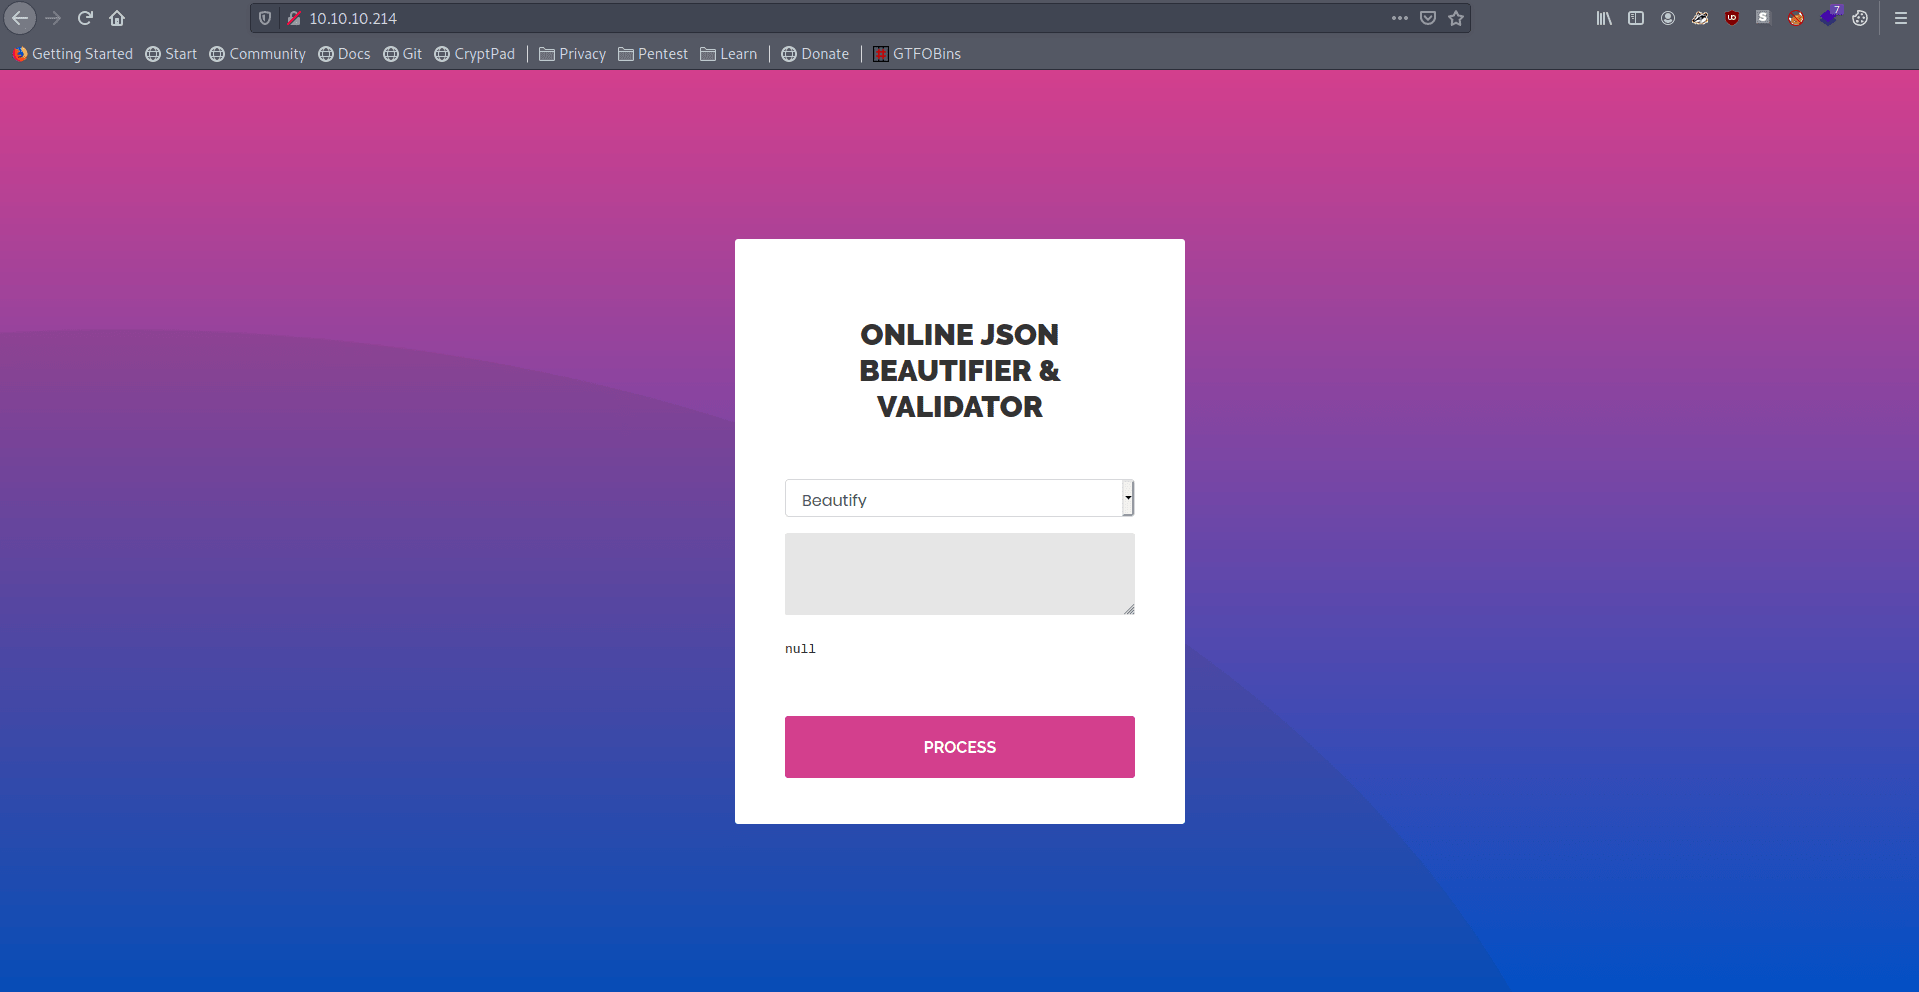 10.10.10.214
7
Getting Started Start Community Docs Git CryptPad Privacy Pentest Learn Donate GTFOBins
ONLINE JSON
BEAUTIFIER &
VALIDATOR
Beautify
null
PROCESS